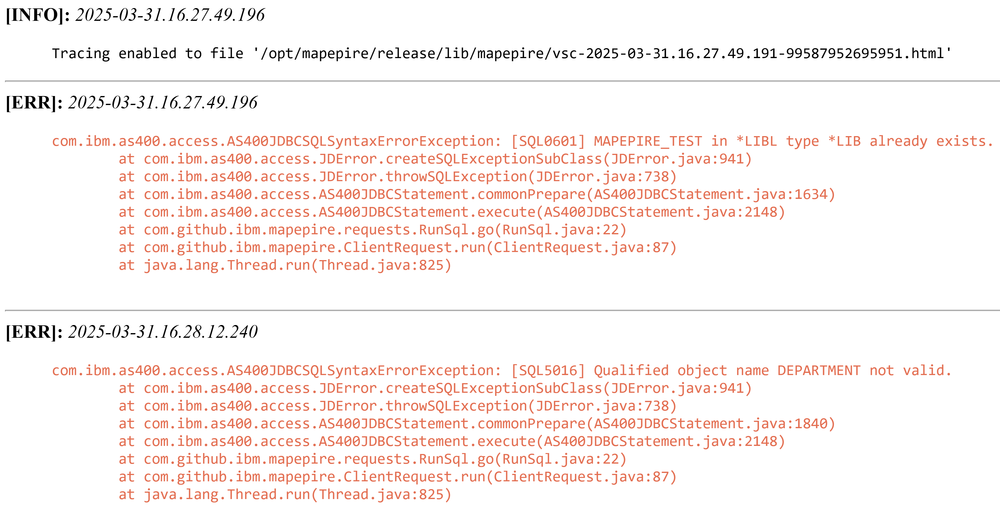 [INFO]: 2025-03-31.16.27.49.196
Tracing enabled to file '/opt/mapepire/release/lib/mapepire/vsc-2025-03-31.16.27.49.191-99587952695951.html'
[ERR]: 2025-03-31.16.27.49.196
com.ibm.as400.access.AS400JDBCSQLSyntaxErrorException: [SQL0601] MAPEPIRE_TEST in *LIBL type *LIB already exists.
at com.ibm.as400.access.JDError.createSQLExceptionSubClass(JDError.java:941)
at com.ibm.as400.access.JDError.throwSQLException(JDError.java:738)
at com.ibm.as400.access.AS400JDBCStatement.commonPrepare(AS400JDBCStatement.java:1634)
at com.ibm.as400.access.AS400JDBCStatement.execute(AS400JDBCStatement.java:2148)
at com.github.ibm.mapepire.requests.RunSql.go(RunSql.java:22)
at com.github.ibm.mapepire.ClientRequest.run(ClientRequest.java:87)
at java.lang.Thread.run(Thread.java:825)
[ERR]: 2025-03-31.16.28.12.240
com.ibm.as400.access.AS400JDBCSQLSyntaxErrorException: [SQL5016] Qualified object name DEPARTMENT not valid.
at com.ibm.as400.access.JDError.createSQLExceptionSubClass(JDError.java:941)
at com.ibm.as400.access.JDError.throwSQLException(JDError.java:738)
at com.ibm.as400.access.AS400JDBCStatement.commonPrepare(AS400JDBCStatement.java:1840)
at com.ibm.as400.access.AS400JDBCStatement.execute(AS400JDBCStatement.java:2148)
at com.github.ibm.mapepire.requests.RunSql.go(RunSql.java:22)
at com.github.ibm.mapepire.ClientRequest.run(ClientRequest.java:87)
at java.lang.Thread.run(Thread.java:825)